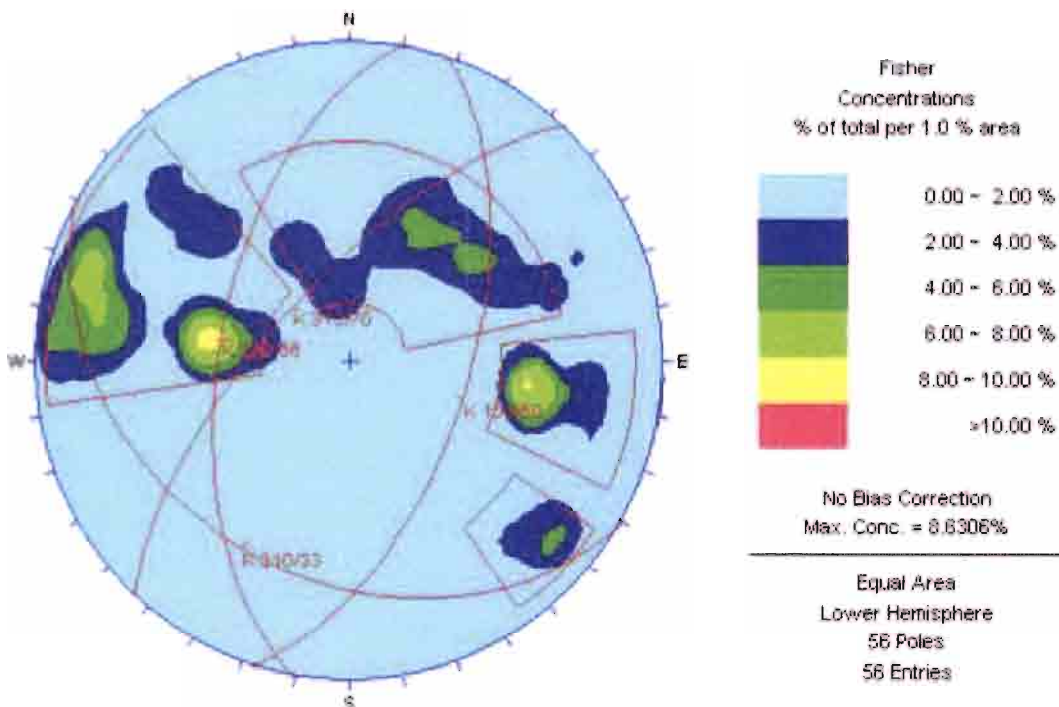 N
W
E
S
Fisher
Concentrations
% of total per 1.0 % area
0.00 ~ 2.00 %
2.00 ~ 4.00 %
4.00 ~ 6.00 %
6.00 ~ 8.00 %
8.00 ~ 10.00 %
>10.00 %
No Bias Correction
Max. Conc. = 8.6306%
Equal Area
Lower Hemisphere
56 Poles
56 Entries